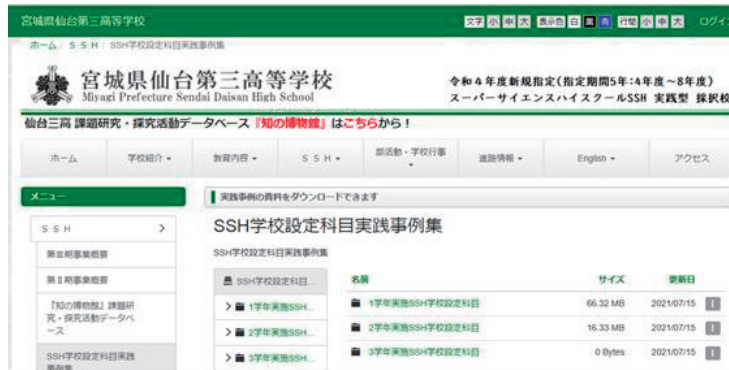 宮城県仙台第三高等学校
文字 小 中 大 表示色 白 黒 青 行間 小 中 大 ログイ
ホーム / ＳＳＨ / SSH学校設定科目実践事例集
宮城県仙台第三高等学校
Miyagi Prefecture Sendai Daisan High School
令和４年度新規指定(指定期間5年:4年度～8年度)
スーパーサイエンスハイスクールSSH 実践型 採択校
仙台三高 課題研究・探究活動データベース『知の博物館』はこちらから！
ホーム 学校紹介 教育内容 ＳＳＨ 部活動・学校行事 進路情報 English アクセス
メニュー
実践事例の資料をダウンロードできます
ＳＳＨ
SSH学校設定科目実践事例集
第Ⅲ期事業概要
SSH学校設定科目実践事例集
第Ⅱ期事業概要
SSH学校設定科目...
名前 サイズ 更新日
『知の博物館』課題研
究・探究活動データベ
ース
1学年実施SSH...
1学年実施SSH学校設定科目 66.32 MB 2021/07/15
2学年実施SSH...
2学年実施SSH学校設定科目 16.33 MB 2021/07/15
SSH学校設定科目実践
事例集
3学年実施SSH...
3学年実施SSH学校設定科目 0 Bytes 2021/07/15